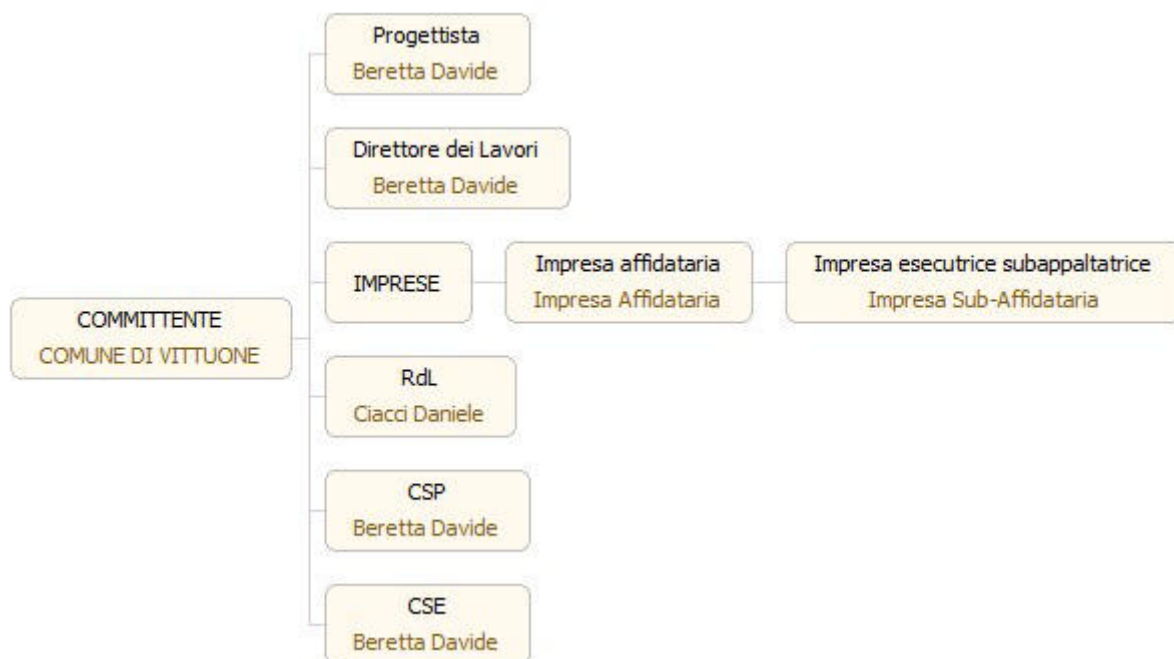 Progettista
Beretta Davide
Direttore dei Lavori
Beretta Davide
IMPRESE
Impresa affidataria
Impresa Affidataria
Impresa esecutrice subappaltatrice
Impresa Sub-Affidataria
COMMITTENTE
COMUNE DI VITTUONE
RdL
Ciacci Daniele
CSP
Beretta Davide
CSE
Beretta Davide